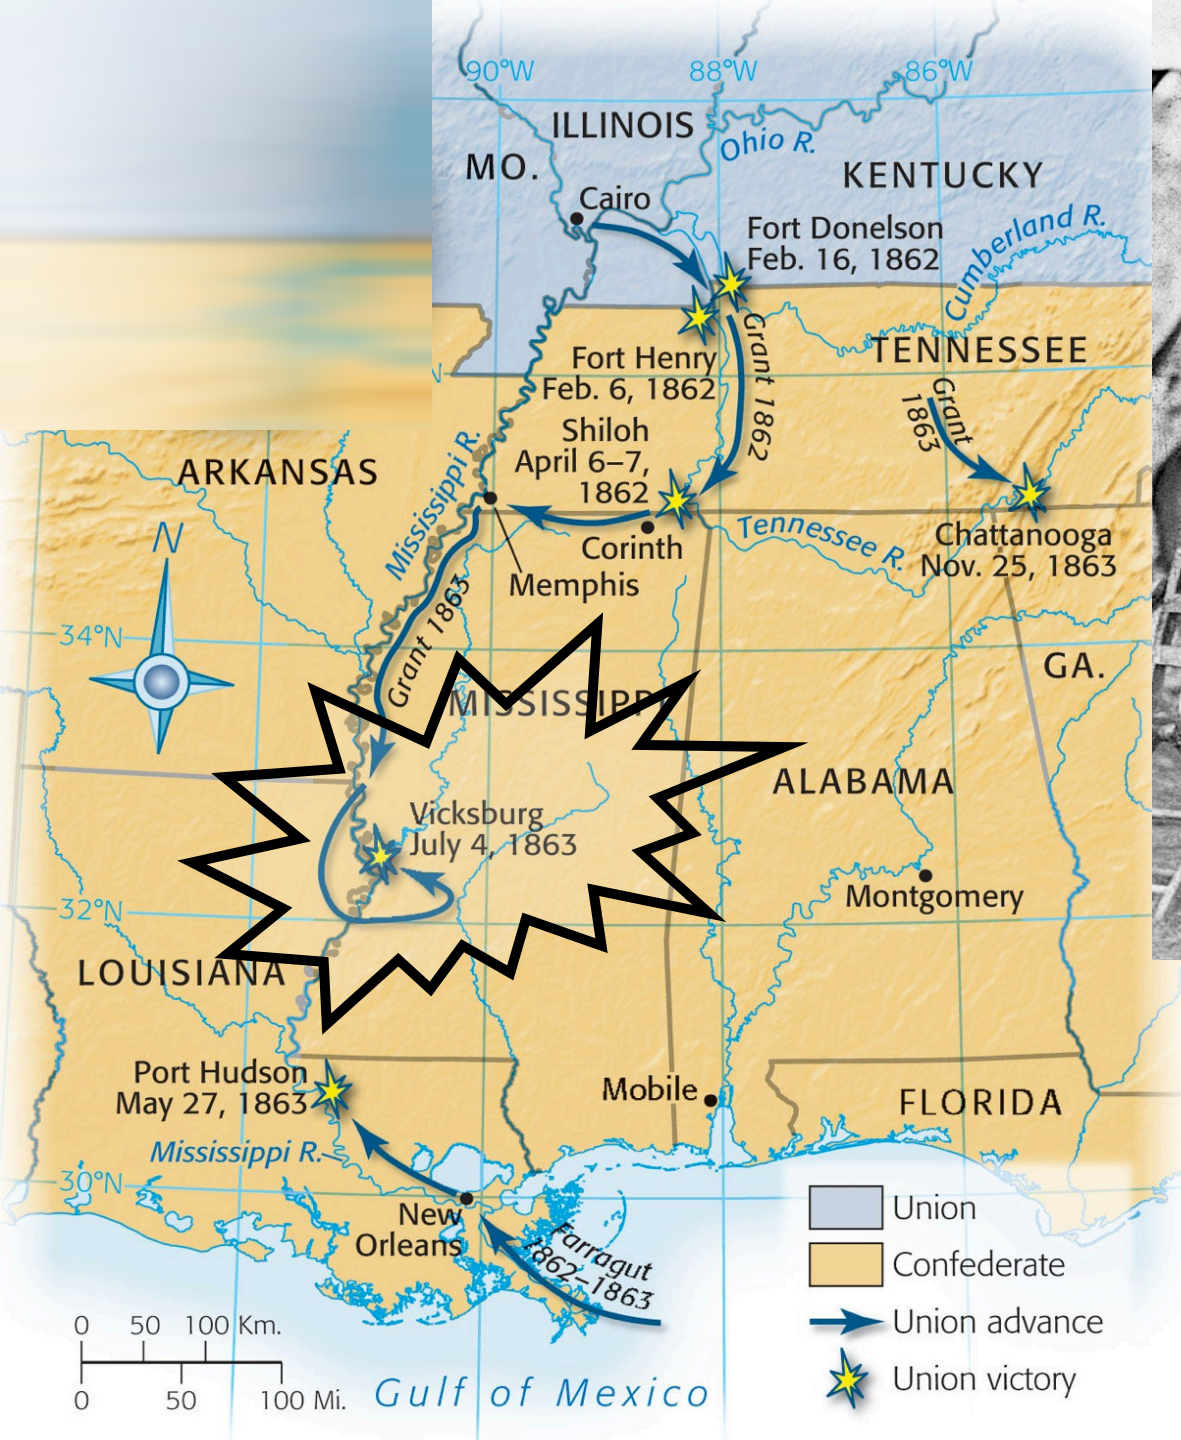 90°W
88°W
86°W
ILLINOIS
Ohio R.
MO.
KENTUCKY
Cairo
Cumberland R.
Fort Donelson
Feb. 16, 1862
TENNESSEE
Fort Henry
Feb. 6, 1862
Grant 1862
Grant
1863
N
Shiloh
April 6–7,
1862
Mississippi R.
ARKANSAS
N
Corinth
Tennessee R.
Chattanooga
Nov. 25, 1863
Memphis
Grant 1863
34°N
GA.
MISSISSIPPI
ALABAMA
Vicksburg
July 4, 1863
Montgomery
32°N
LOUISIANA
Port Hudson
May 27, 1863
Mobile
FLORIDA
Mississippi R.
30°N
New
Orleans
Farragut
1862–1863
Union
Confederate
Union advance
Union victory
0 50 100 Km.
0 50 100 Mi.
Gulf of Mexico